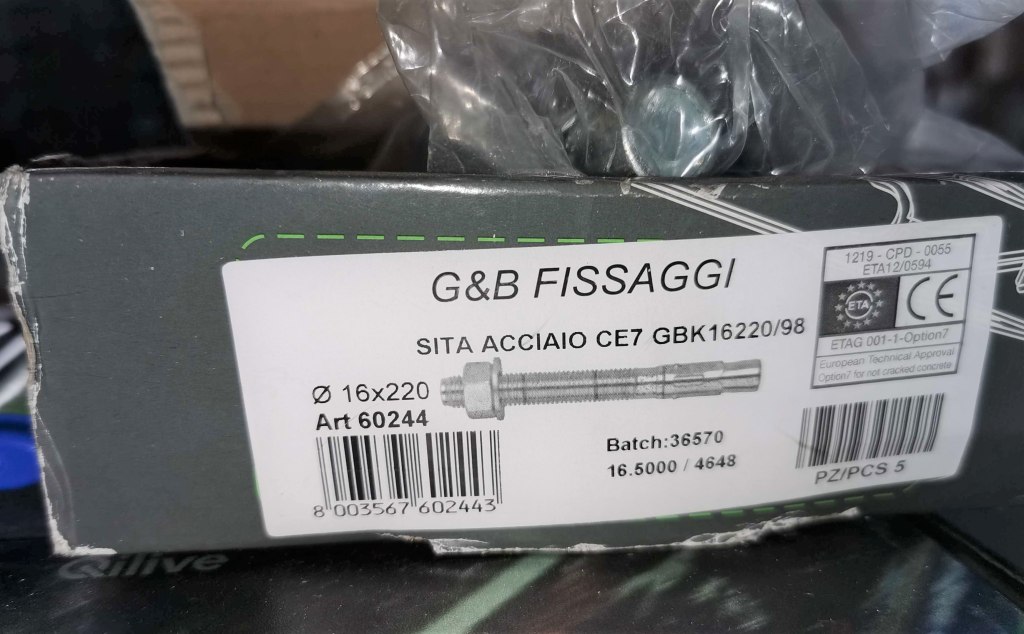 G&B FISSAGGI
SITA ACCIAIO CE7 GBK16220/98
1219 - CPD - 0055
ETA12/0594
ETA
CE
ETAG 001-1-Option7
European Technical Approval
Option7 for not cracked concrete
Ø 16x220
Art 60244
8 003567 602443
Batch:36570
16.5000 / 4648
PZ/PCS 5
Qilive